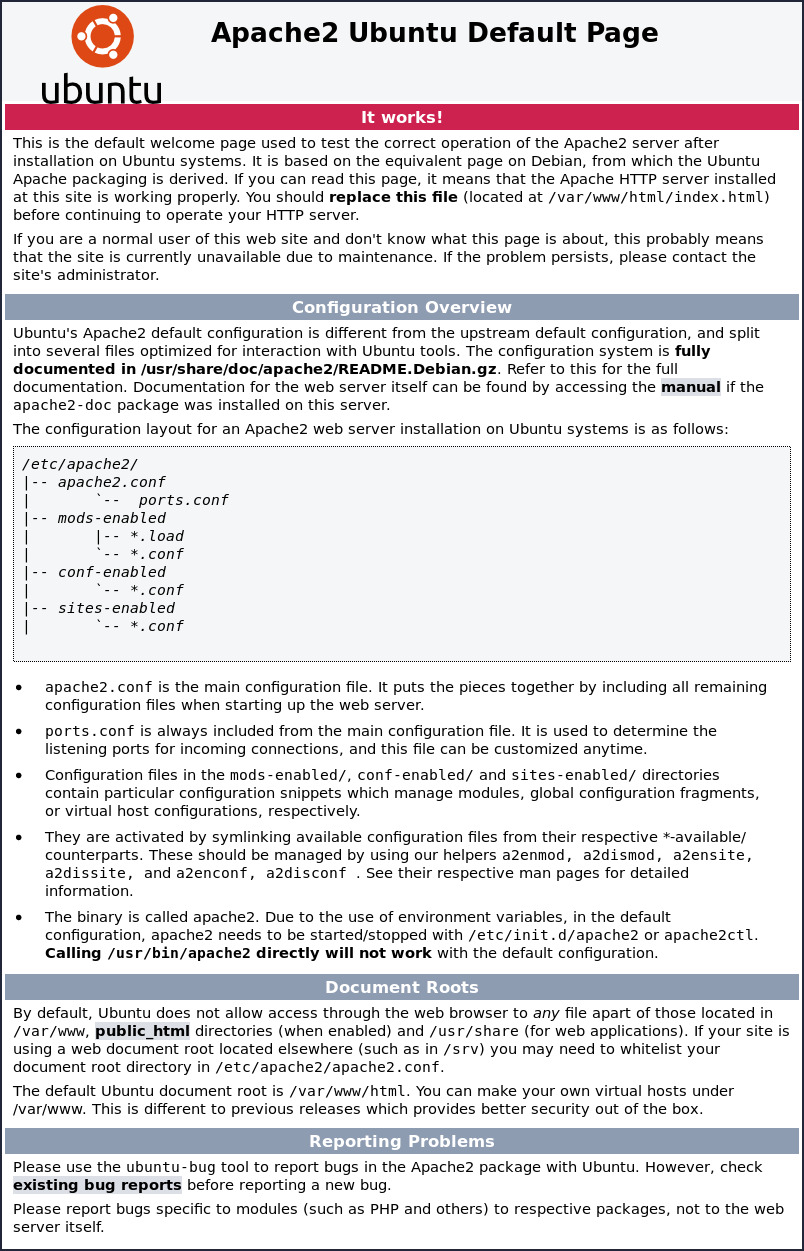 ubuntu
Apache2 Ubuntu Default Page
It works!
This is the default welcome page used to test the correct operation of the Apache2 server after
installation on Ubuntu systems. It is based on the equivalent page on Debian, from which the Ubuntu
Apache packaging is derived. If you can read this page, it means that the Apache HTTP server installed
at this site is working properly. You should replace this file (located at /var/www/html/index.html)
before continuing to operate your HTTP server.
If you are a normal user of this web site and don't know what this page is about, this probably means
that the site is currently unavailable due to maintenance. If the problem persists, please contact the
site's administrator.
Configuration Overview
Ubuntu's Apache2 default configuration is different from the upstream default configuration, and split
into several files optimized for interaction with Ubuntu tools. The configuration system is fully
documented in /usr/share/doc/apache2/README.Debian.gz. Refer to this for the full
documentation. Documentation for the web server itself can be found by accessing the manual if the
apache2-doc package was installed on this server.
The configuration layout for an Apache2 web server installation on Ubuntu systems is as follows:
/etc/apache2/
|-- apache2.conf
|       `--  ports.conf
|-- mods-enabled
|       |-- *.load
|       `-- *.conf
|-- conf-enabled
|       `-- *.conf
|-- sites-enabled
|       `-- *.conf
• apache2.conf is the main configuration file. It puts the pieces together by including all remaining
configuration files when starting up the web server.
• ports.conf is always included from the main configuration file. It is used to determine the
listening ports for incoming connections, and this file can be customized anytime.
• Configuration files in the mods-enabled/, conf-enabled/ and sites-enabled/ directories
contain particular configuration snippets which manage modules, global configuration fragments,
or virtual host configurations, respectively.
• They are activated by symlinking available configuration files from their respective *-available/
counterparts. These should be managed by using our helpers a2enmod, a2dismod, a2ensite,
a2dissite, and a2enconf, a2disconf . See their respective man pages for detailed
information.
• The binary is called apache2. Due to the use of environment variables, in the default
configuration, apache2 needs to be started/stopped with /etc/init.d/apache2 or apache2ctl.
Calling /usr/bin/apache2 directly will not work with the default configuration.
Document Roots
By default, Ubuntu does not allow access through the web browser to any file apart of those located in
/var/www, public_html directories (when enabled) and /usr/share (for web applications). If your site is
using a web document root located elsewhere (such as in /srv) you may need to whitelist your
document root directory in /etc/apache2/apache2.conf.
The default Ubuntu document root is /var/www/html. You can make your own virtual hosts under
/var/www. This is different to previous releases which provides better security out of the box.
Reporting Problems
Please use the ubuntu-bug tool to report bugs in the Apache2 package with Ubuntu. However, check
existing bug reports before reporting a new bug.
Please report bugs specific to modules (such as PHP and others) to respective packages, not to the web
server itself.